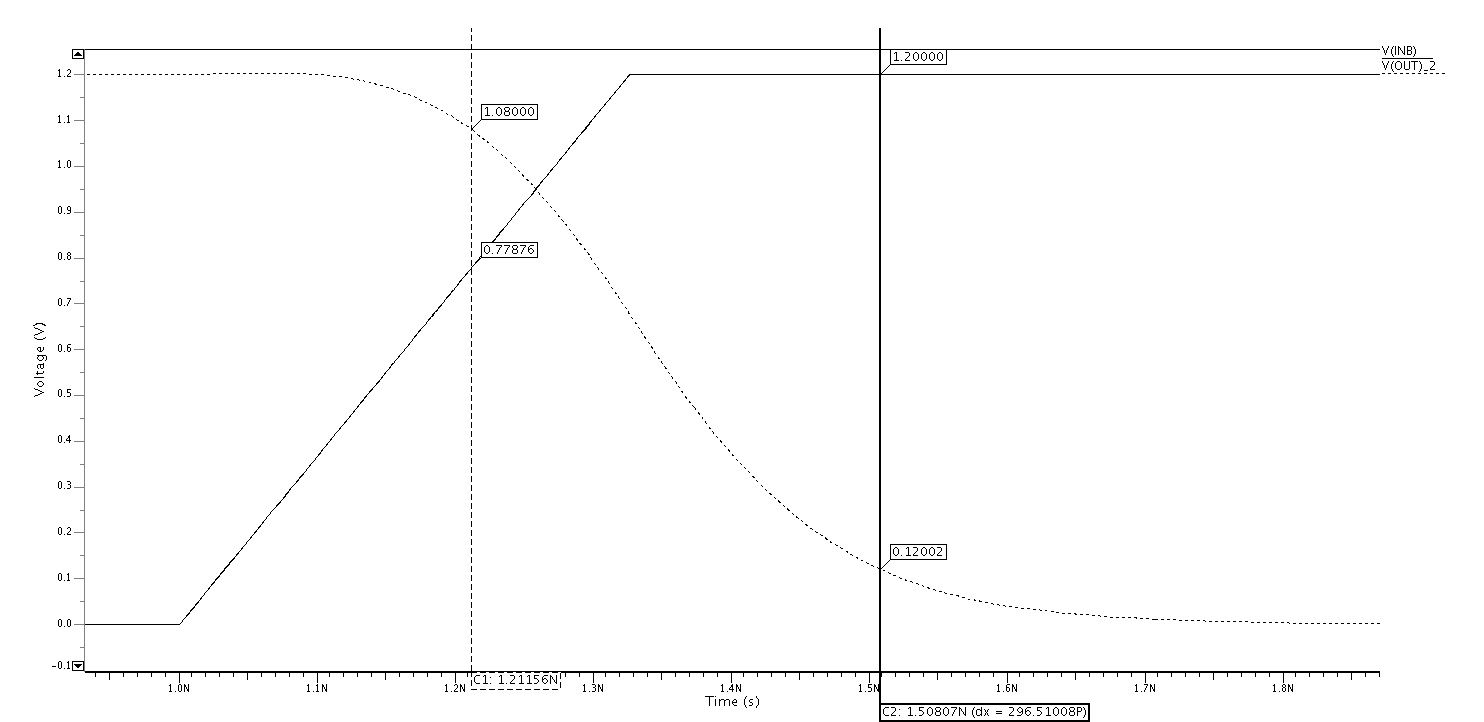 V(INB)
V(OUT)_2
1.20000
1.2
1.08000
1.1
1.0
0.9
0.77876
0.8
0.7
0.6
Voltage (V)
0.5
0.4
0.3
0.2
0.12002
0.1
0.0
-0.1
C1: 1.21156N
1.0N 1.1N 1.2N 1.3N 1.4N 1.5N 1.6N 1.7N 1.8N
Time (s)
C2: 1.50807N (dx = 296.51008P)